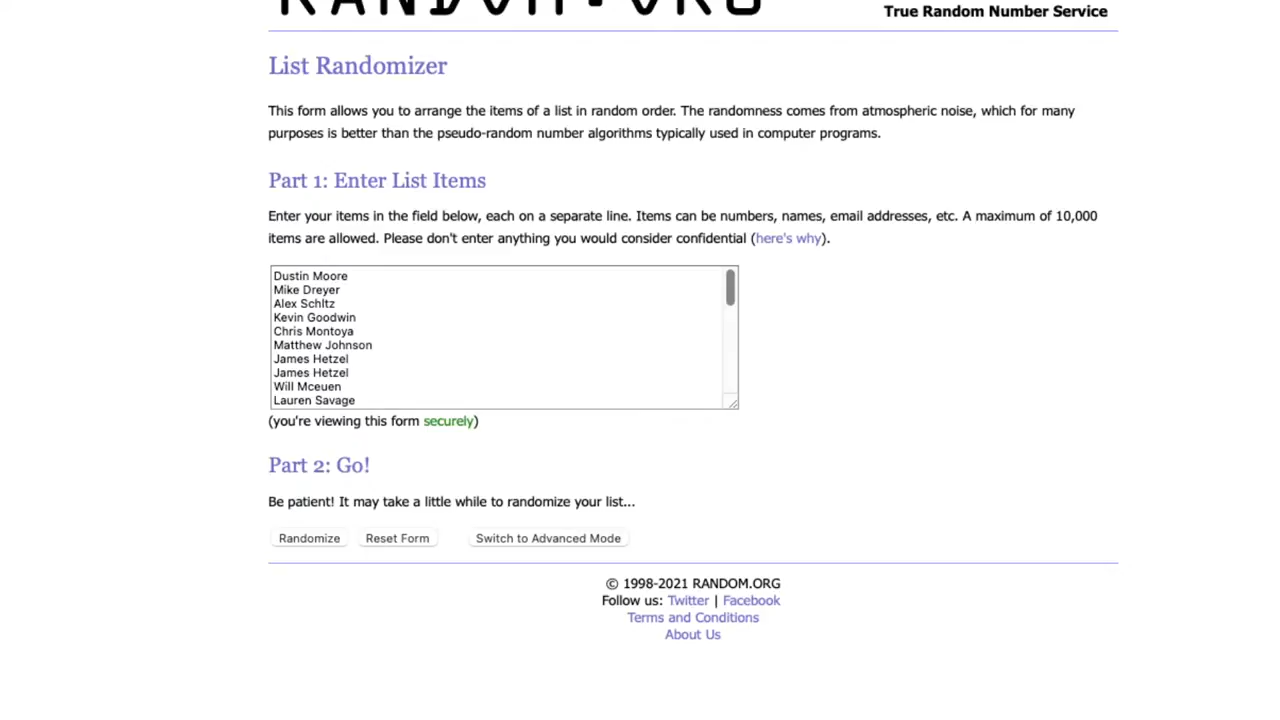 RANDOM.ORG
True Random Number Service
List Randomizer
This form allows you to arrange the items of a list in random order. The randomness comes from atmospheric noise, which for many
purposes is better than the pseudo-random number algorithms typically used in computer programs.
Part 1: Enter List Items
Enter your items in the field below, each on a separate line. Items can be numbers, names, email addresses, etc. A maximum of 10,000
items are allowed. Please don't enter anything you would consider confidential (here's why).
Dustin Moore
Mike Dreyer
Alex Schltz
Kevin Goodwin
Chris Montoya
Matthew Johnson
James Hetzel
James Hetzel
Will Mceuen
Lauren Savage
(you're viewing this form securely)
Part 2: Go!
Be patient! It may take a little while to randomize your list...
Randomize Reset Form Switch to Advanced Mode
© 1998-2021 RANDOM.ORG
Follow us: Twitter | Facebook
Terms and Conditions
About Us